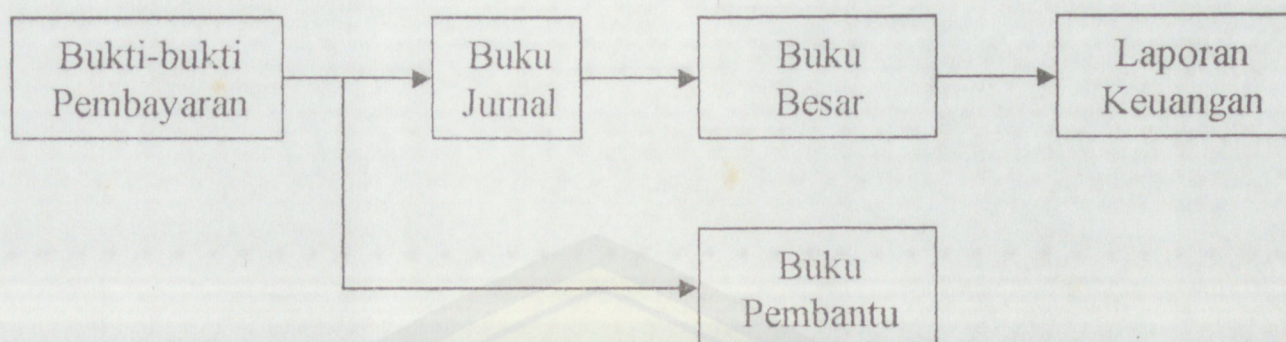 Bukti-bukti
Pembayaran
Buku
Jurnal
Buku
Besar
Laporan
Keuangan
Buku
Pembantu